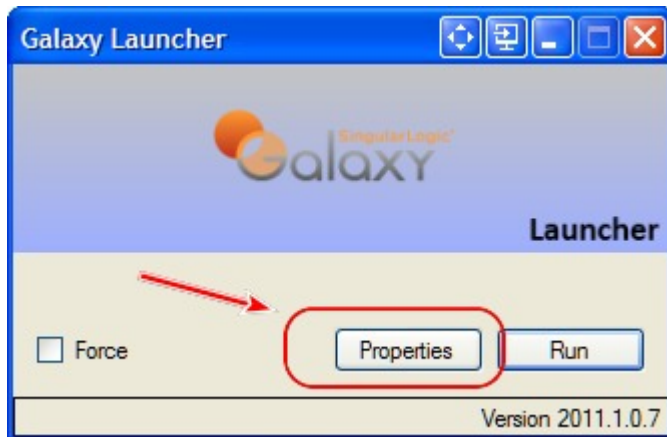 Galaxy Launcher
SingularLogic'
Galaxy
Launcher
Force
Properties
Run
Version 2011.1.0.7